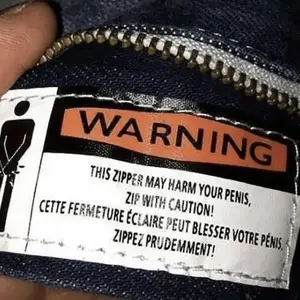 WARNING
THIS ZIPPER MAY HARM YOUR PENIS,
ZIP WITH CAUTION!
CETTE FERMETURE ÉCLAIRE PEUT BLESSER VOTRE PÉNIS,
ZIPPEZ PRUDEMMENT!